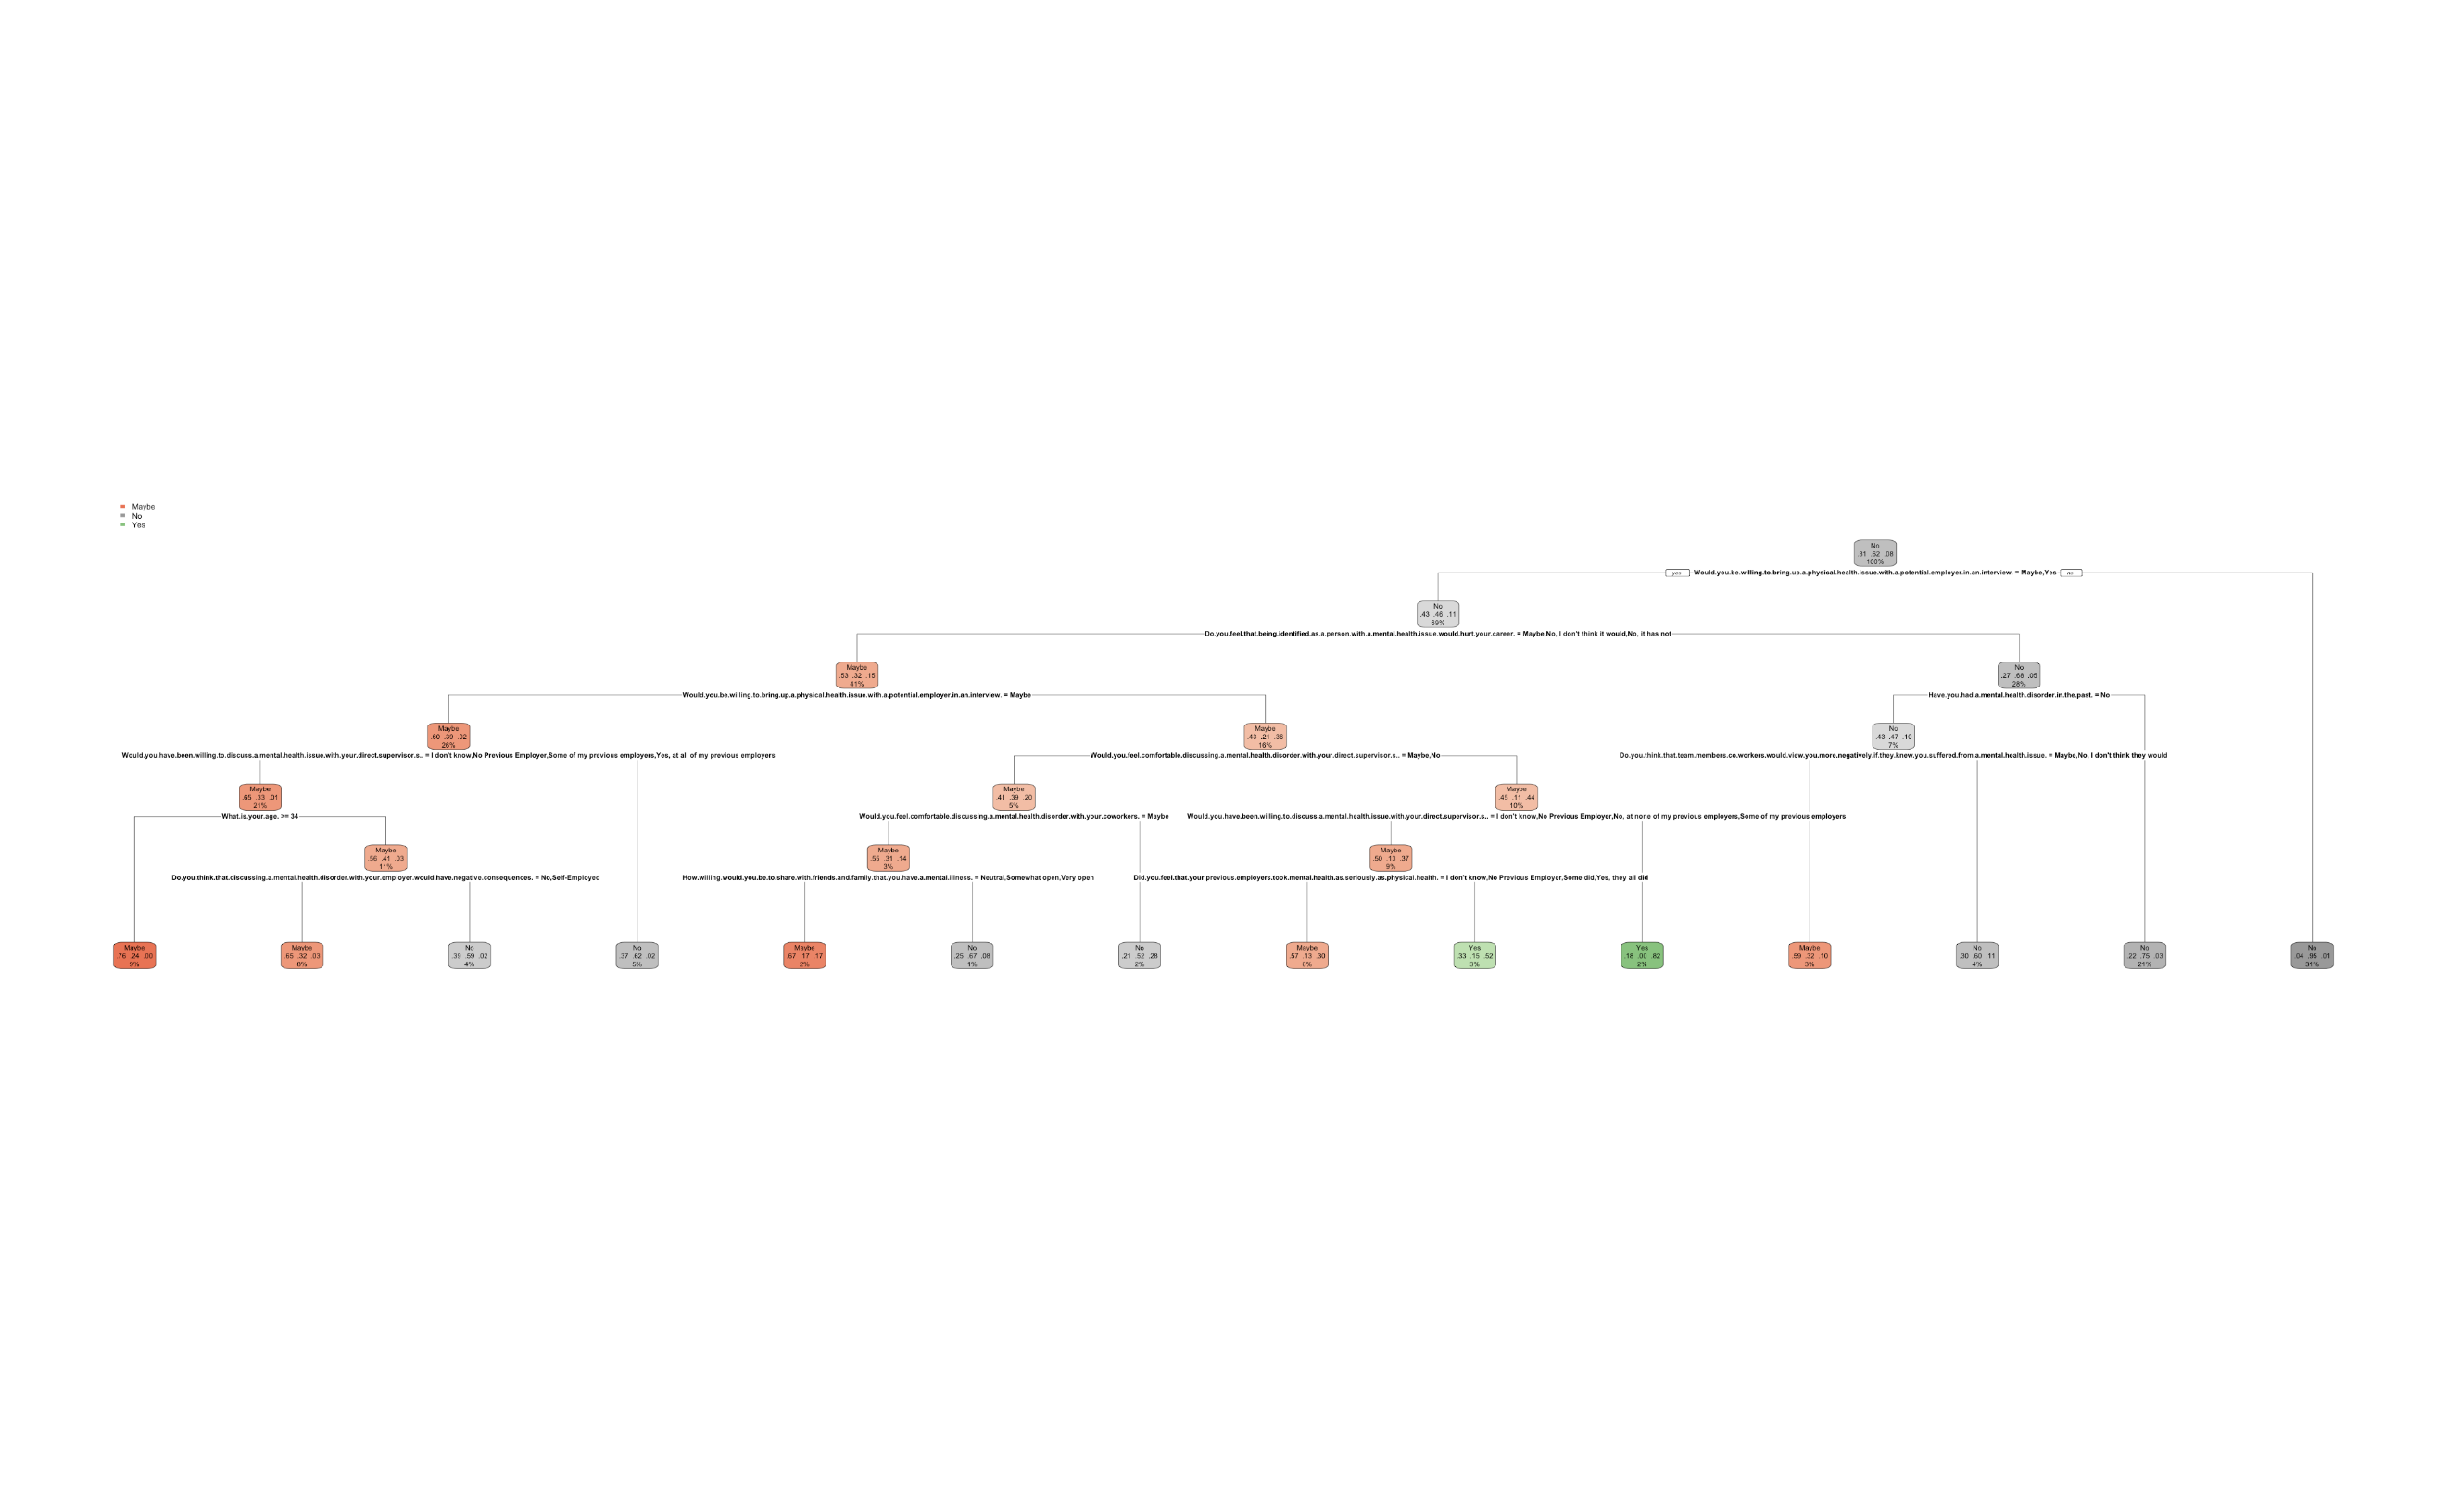 Maybe
No
Yes
No
.31 .62 .08
100%
yes
Would.you.be.willing.to.bring.up.a.physical.health.issue.with.a.potential.employer.in.an.interview. = Maybe,Yes
no
No
.43 .46 .11
69%
Do.you.feel.that.being.identified.as.a.person.with.a.mental.health.issue.would.hurt.your.career. = Maybe,No, I don't think it would,No, it has not
Maybe
.53 .32 .15
41%
No
.27 .68 .05
28%
Would.you.be.willing.to.bring.up.a.physical.health.issue.with.a.potential.employer.in.an.interview. = Maybe
Have.you.had.a.mental.health.disorder.in.the.past. = No
Maybe
.60 .39 .02
26%
Maybe
.43 .21 .36
16%
No
.43 .47 .10
7%
Would.you.have.been.willing.to.discuss.a.mental.health.issue.with.your.direct.supervisor.s.. = I don't know,No Previous Employer,Some of my previous employers,Yes, at all of my previous employers
Would.you.feel.comfortable.discussing.a.mental.health.disorder.with.your.direct.supervisor.s.. = Maybe,No
Do.you.think.that.team.members.co.workers.would.view.you.more.negatively.if.they.knew.you.suffered.from.a.mental.health.issue. = Maybe,No, I don't think they would
Maybe
.65 .33 .01
21%
Maybe
.41 .39 .20
5%
Maybe
.45 .11 .44
10%
What.is.your.age. >= 34
Would.you.feel.comfortable.discussing.a.mental.health.disorder.with.your.coworkers. = Maybe
Would.you.have.been.willing.to.discuss.a.mental.health.issue.with.your.direct.supervisor.s.. = I don't know,No Previous Employer,No, at none of my previous employers,Some of my previous employers
Maybe
.56 .41 .03
11%
Maybe
.55 .31 .14
3%
Maybe
.50 .13 .37
9%
Do.you.think.that.discussing.a.mental.health.disorder.with.your.employer.would.have.negative.consequences. = No,Self-Employed
How.willing.would.you.be.to.share.with.friends.and.family.that.you.have.a.mental.illness. = Neutral,Somewhat open,Very open
Did.you.feel.that.your.previous.employers.took.mental.health.as.seriously.as.physical.health. = I don't know,No Previous Employer,Some did,Yes, they all did
Maybe
.76 .24 .00
9%
Maybe
.65 .32 .03
8%
No
.39 .59 .02
4%
No
.37 .62 .02
5%
Maybe
.67 .17 .17
2%
No
.25 .67 .08
1%
No
.21 .52 .28
2%
Maybe
.57 .13 .30
6%
Yes
.33 .15 .52
3%
Yes
.18 .00 .82
2%
Maybe
.59 .32 .10
3%
No
.30 .60 .11
4%
No
.22 .75 .03
21%
No
.04 .95 .01
31%